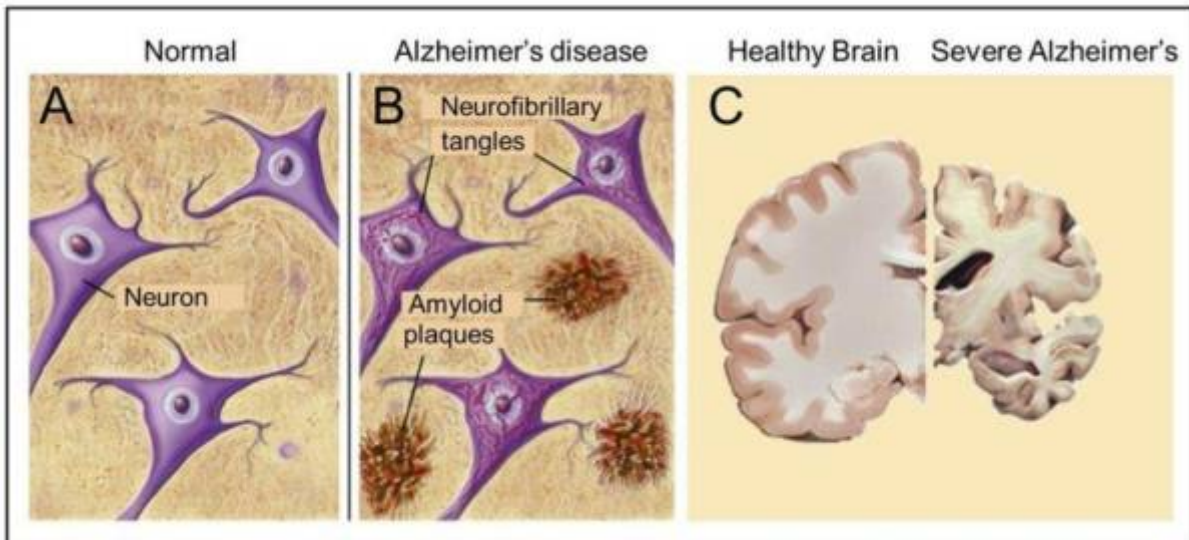 Normal
Alzheimer's disease
Healthy Brain
Severe Alzheimer's
A
Neuron
B
Neurofibrillary
tangles
Amyloid
plaques
C